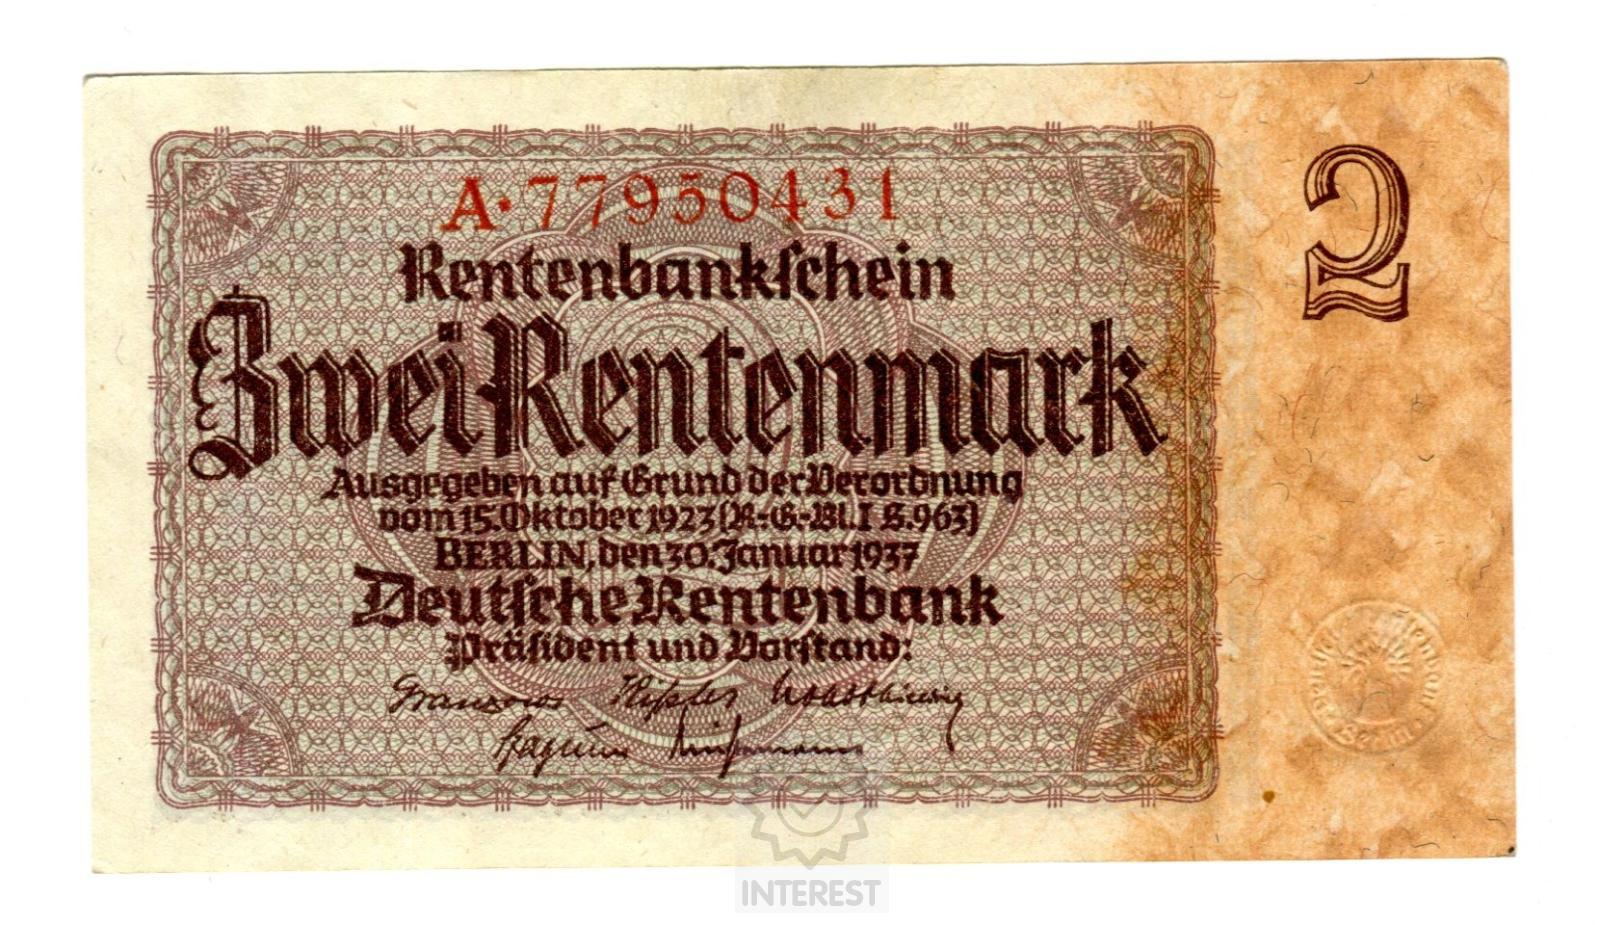 A·77950431
2
Rentenbankſchein
Zwei Rentenmark
Ausgegeben auf Grund der Verordnung
vom 15. Oktober 1923 (R.-G.-Bl. I S. 963)
BERLIN, den 30. Januar 1937
Deutſche Rentenbank
Präſident und Vorſtand:
INTEREST